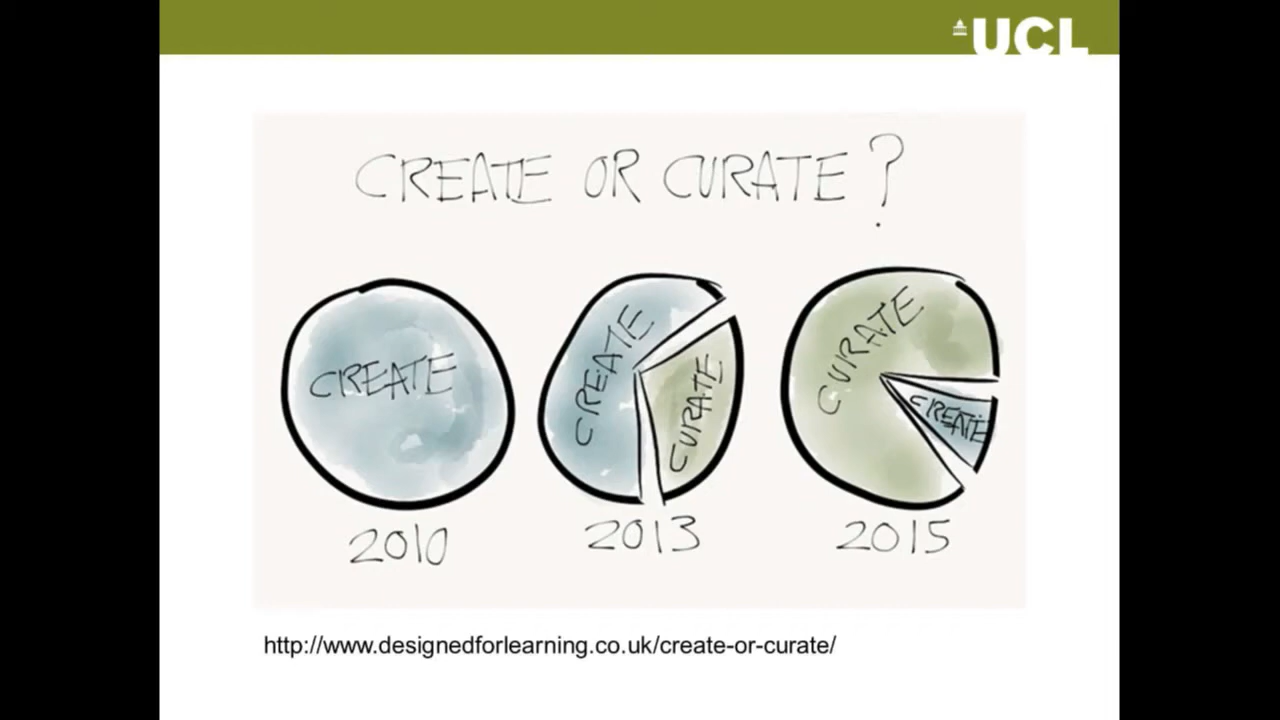 UCL
CREATE OR CURATE?
CREATE
CREATE
CURATE
CURATE
CREATE
2010
2013
2015
http://www.designedforlearning.co.uk/create-or-curate/